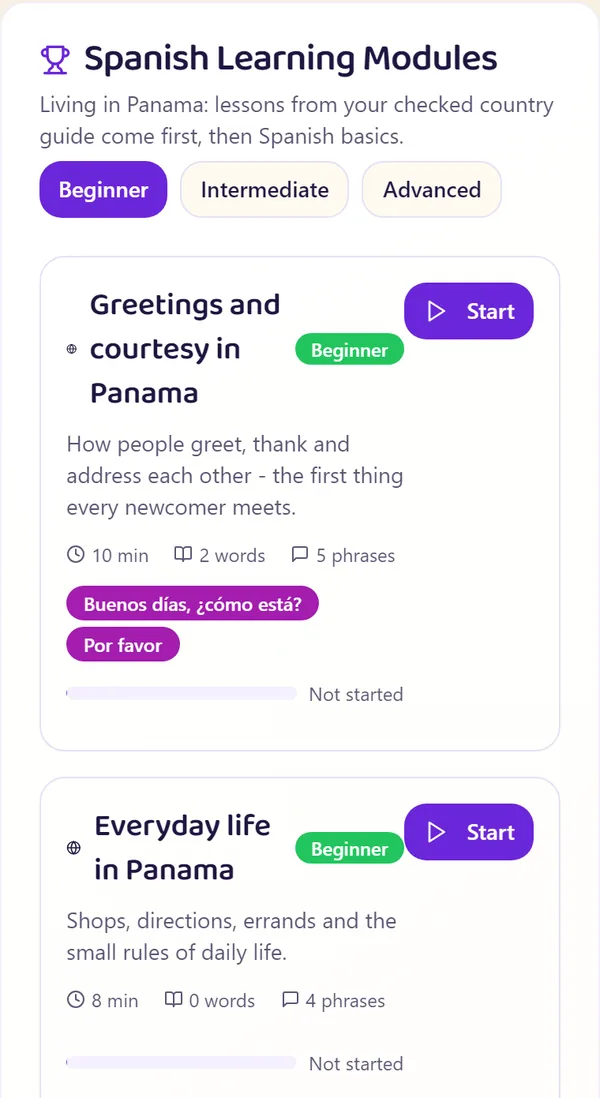 Spanish Learning Modules
Living in Panama: lessons from your checked country
guide come first, then Spanish basics.
Beginner
Intermediate
Advanced
Greetings and
courtesy in
Panama
Beginner
Start
How people greet, thank and
address each other - the first thing
every newcomer meets.
10 min
2 words
5 phrases
Buenos días, ¿cómo está?
Por favor
Not started
Everyday life
in Panama
Beginner
Start
Shops, directions, errands and the
small rules of daily life.
8 min
0 words
4 phrases
Not started